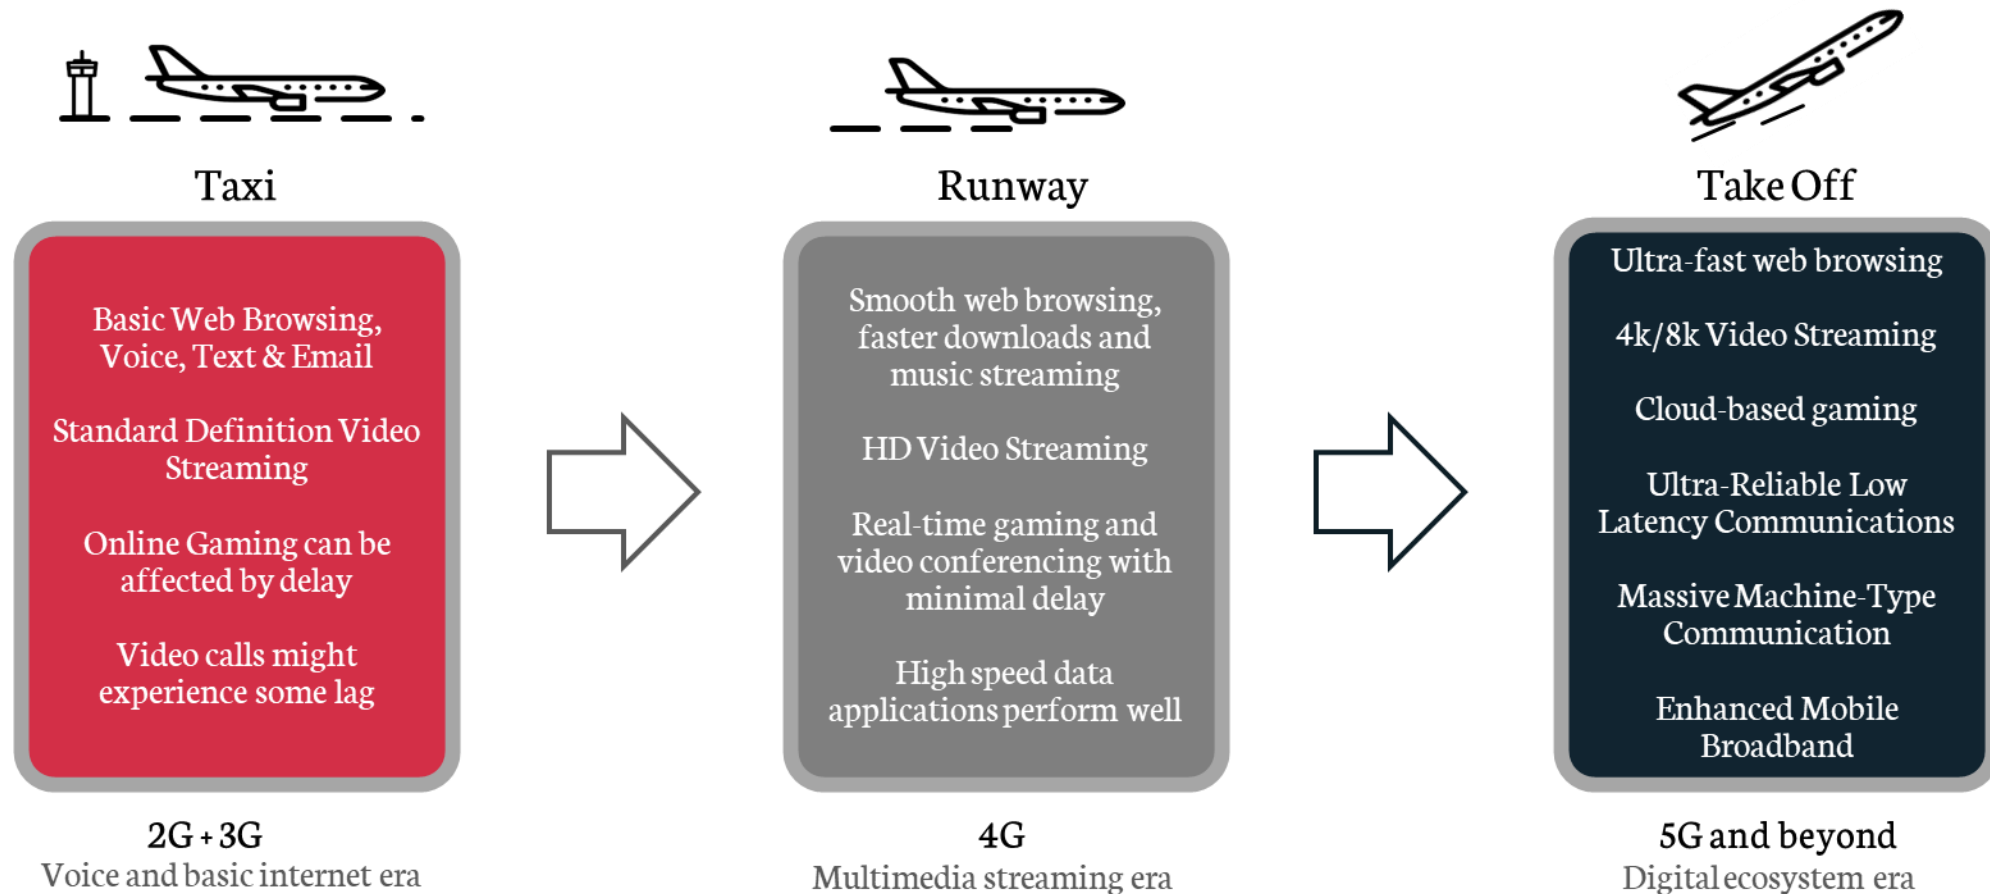 Taxi
Basic Web Browsing,
Voice, Text & Email
Standard Definition Video
Streaming
Online Gaming can be
affected by delay
Video calls might
experience some lag
2G + 3G
Voice and basic internet era
Runway
Smooth web browsing,
faster downloads and
music streaming
HD Video Streaming
Real-time gaming and
video conferencing with
minimal delay
High speed data
applications perform well
4G
Multimedia streaming era
Take Off
Ultra-fast web browsing
4k/8k Video Streaming
Cloud-based gaming
Ultra-Reliable Low
Latency Communications
Massive Machine-Type
Communication
Enhanced Mobile
Broadband
5G and beyond
Digital ecosystem era